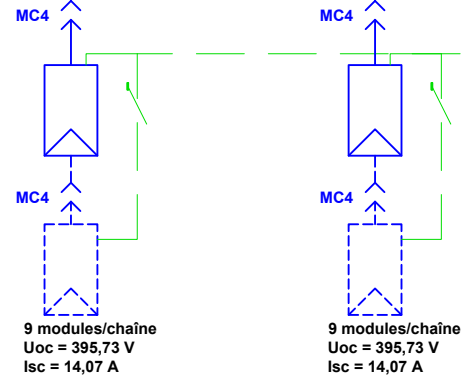 MC4
MC4
MC4
MC4
9 modules/chaîne
Uoc = 395,73 V
Isc = 14,07 A
9 modules/chaîne
Uoc = 395,73 V
Isc = 14,07 A